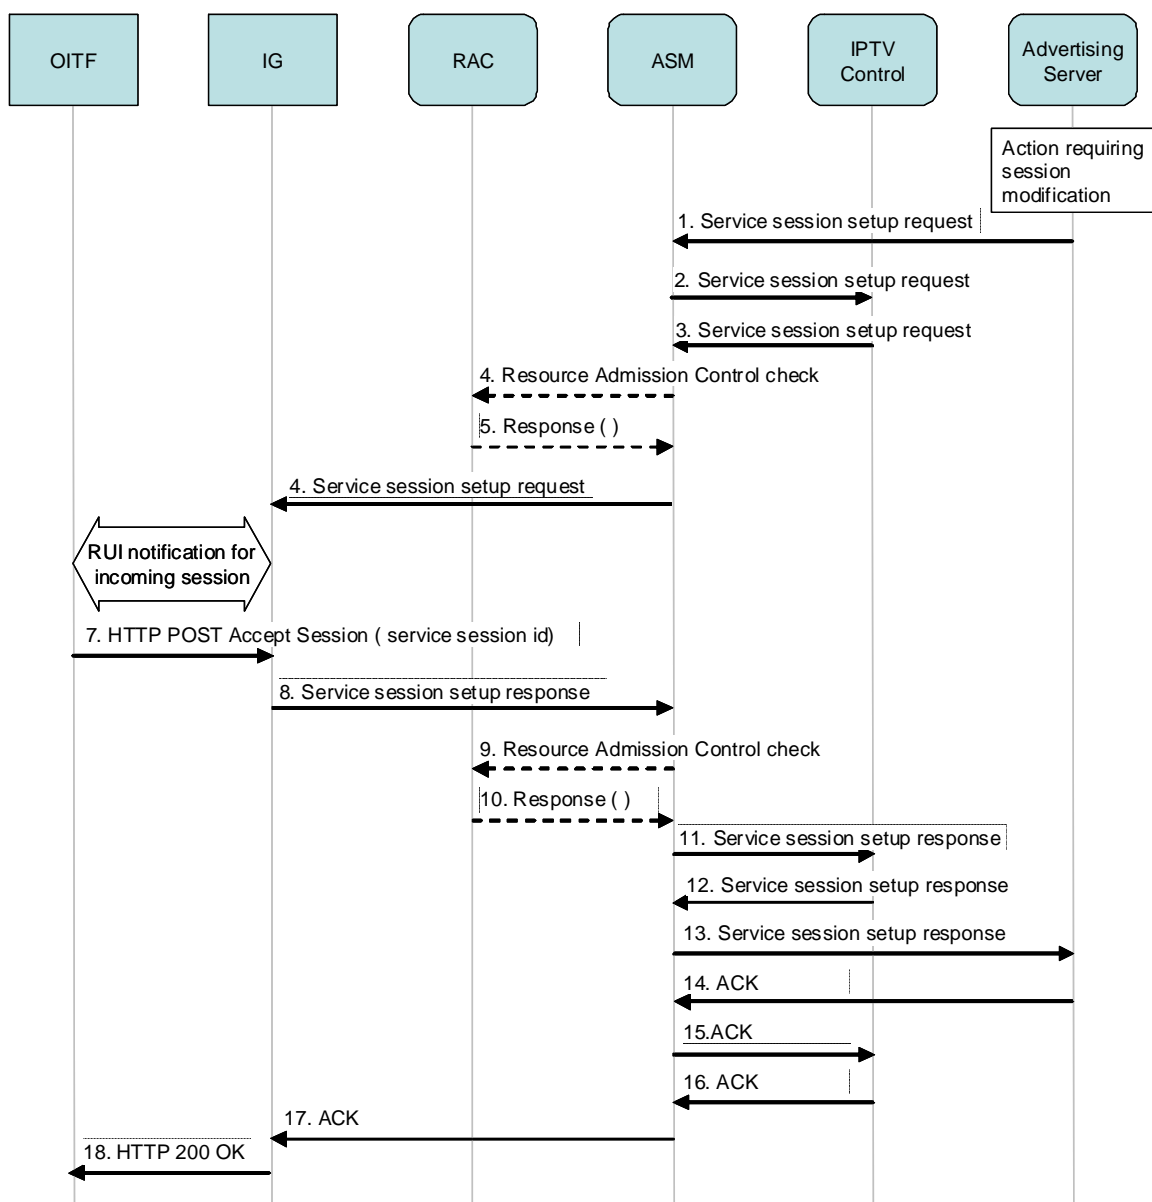 OITF
IG
RAC
ASM
IPTV
Control
Advertising
Server
Action requiring
session
modification
1. Service session setup request
2. Service session setup request
3. Service session setup request
4. Resource Admission Control check
5. Response ( )
4. Service session setup request
RUI notification for
incoming session
7. HTTP POST Accept Session ( service session id)
8. Service session setup response
9. Resource Admission Control check
10. Response ( )
11. Service session setup response
12. Service session setup response
13. Service session setup response
14. ACK
15.ACK
16. ACK
17. ACK
18. HTTP 200 OK